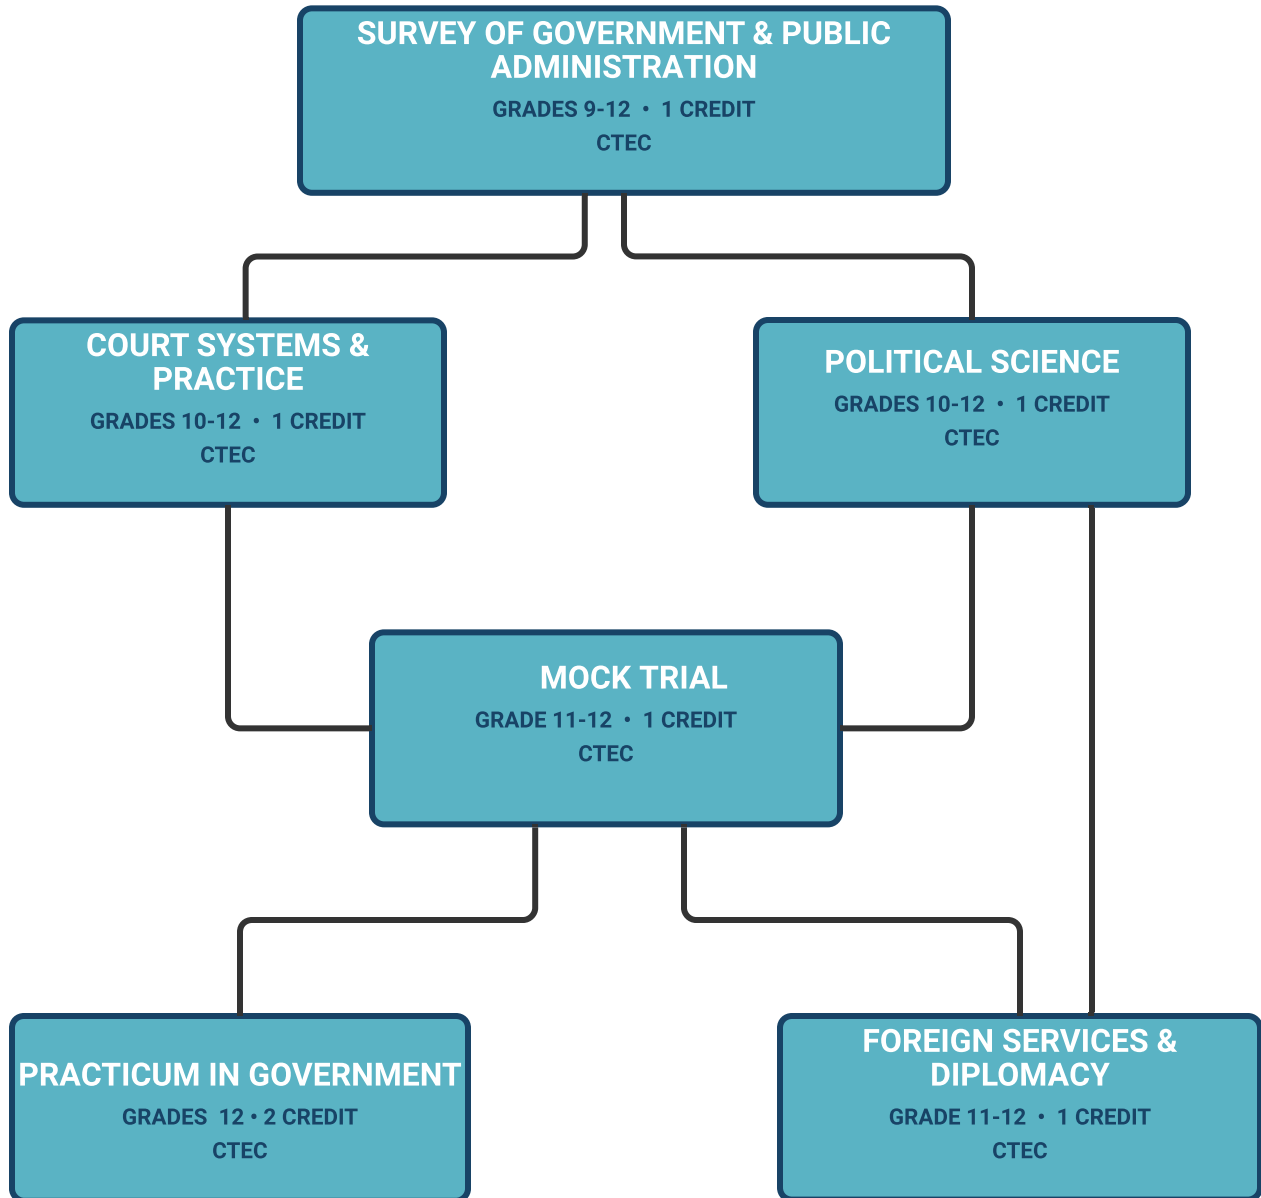 SURVEY OF GOVERNMENT & PUBLIC
ADMINISTRATION
GRADES 9-12 • 1 CREDIT
CTEC
COURT SYSTEMS &
PRACTICE
GRADES 10-12 • 1 CREDIT
CTEC
POLITICAL SCIENCE
GRADES 10-12 • 1 CREDIT
CTEC
MOCK TRIAL
GRADE 11-12 • 1 CREDIT
CTEC
PRACTICUM IN GOVERNMENT
GRADES 12 • 2 CREDIT
CTEC
FOREIGN SERVICES &
DIPLOMACY
GRADE 11-12 • 1 CREDIT
CTEC